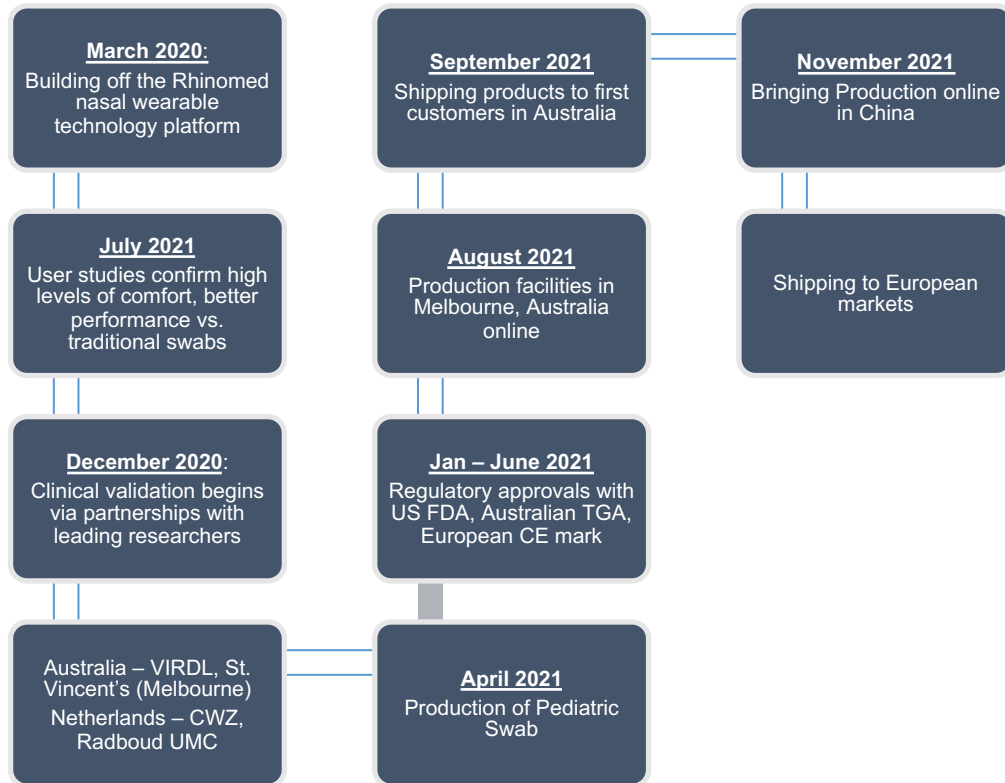 March 2020:
Building off the Rhinomed
nasal wearable
technology platform
July 2021
User studies confirm high
levels of comfort, better
performance vs.
traditional swabs
December 2020:
Clinical validation begins
via partnerships with
leading researchers
Australia – VIRDL, St.
Vincent's (Melbourne)
Netherlands – CWZ,
Radboud UMC
April 2021
Production of Pediatric
Swab
Jan – June 2021
Regulatory approvals with
US FDA, Australian TGA,
European CE mark
August 2021
Production facilities in
Melbourne, Australia
online
September 2021
Shipping products to first
customers in Australia
November 2021
Bringing Production online
in China
Shipping to European
markets